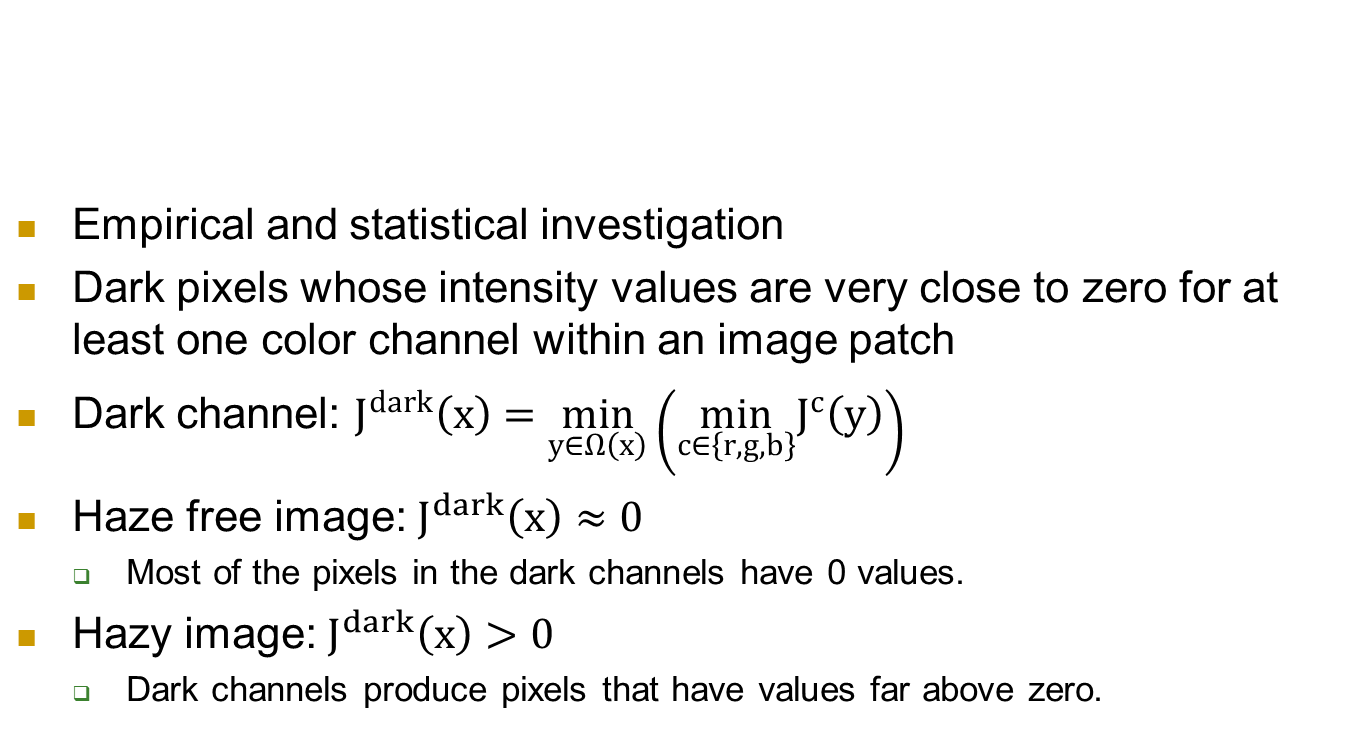 ■ Empirical and statistical investigation
■ Dark pixels whose intensity values are very close to zero for at
least one color channel within an image patch
■ Dark channel: J^dark(x) = min_{y∈Ω(x)} ( min_{c∈{r,g,b}} J^c(y) )
■ Haze free image: J^dark(x) ≈ 0
❑ Most of the pixels in the dark channels have 0 values.
■ Hazy image: J^dark(x) > 0
❑ Dark channels produce pixels that have values far above zero.